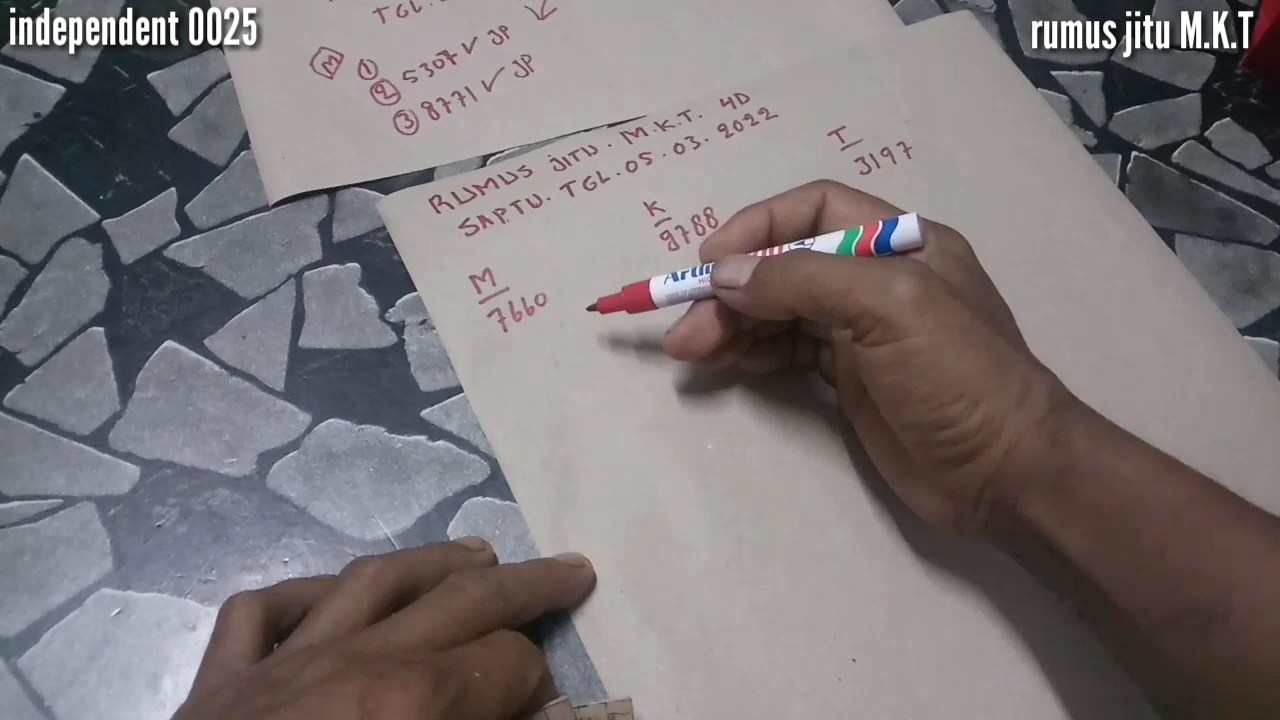 independent 0025
rumus jitu M.K.T
TGL.
M ①
② 5307 ✓ JP
③ 8771 ✓ JP
RUMUS JITU. M.K.T. 4D
SAPTU. TGL. 05. 03. 2022
M
7660
K
9788
T
3197